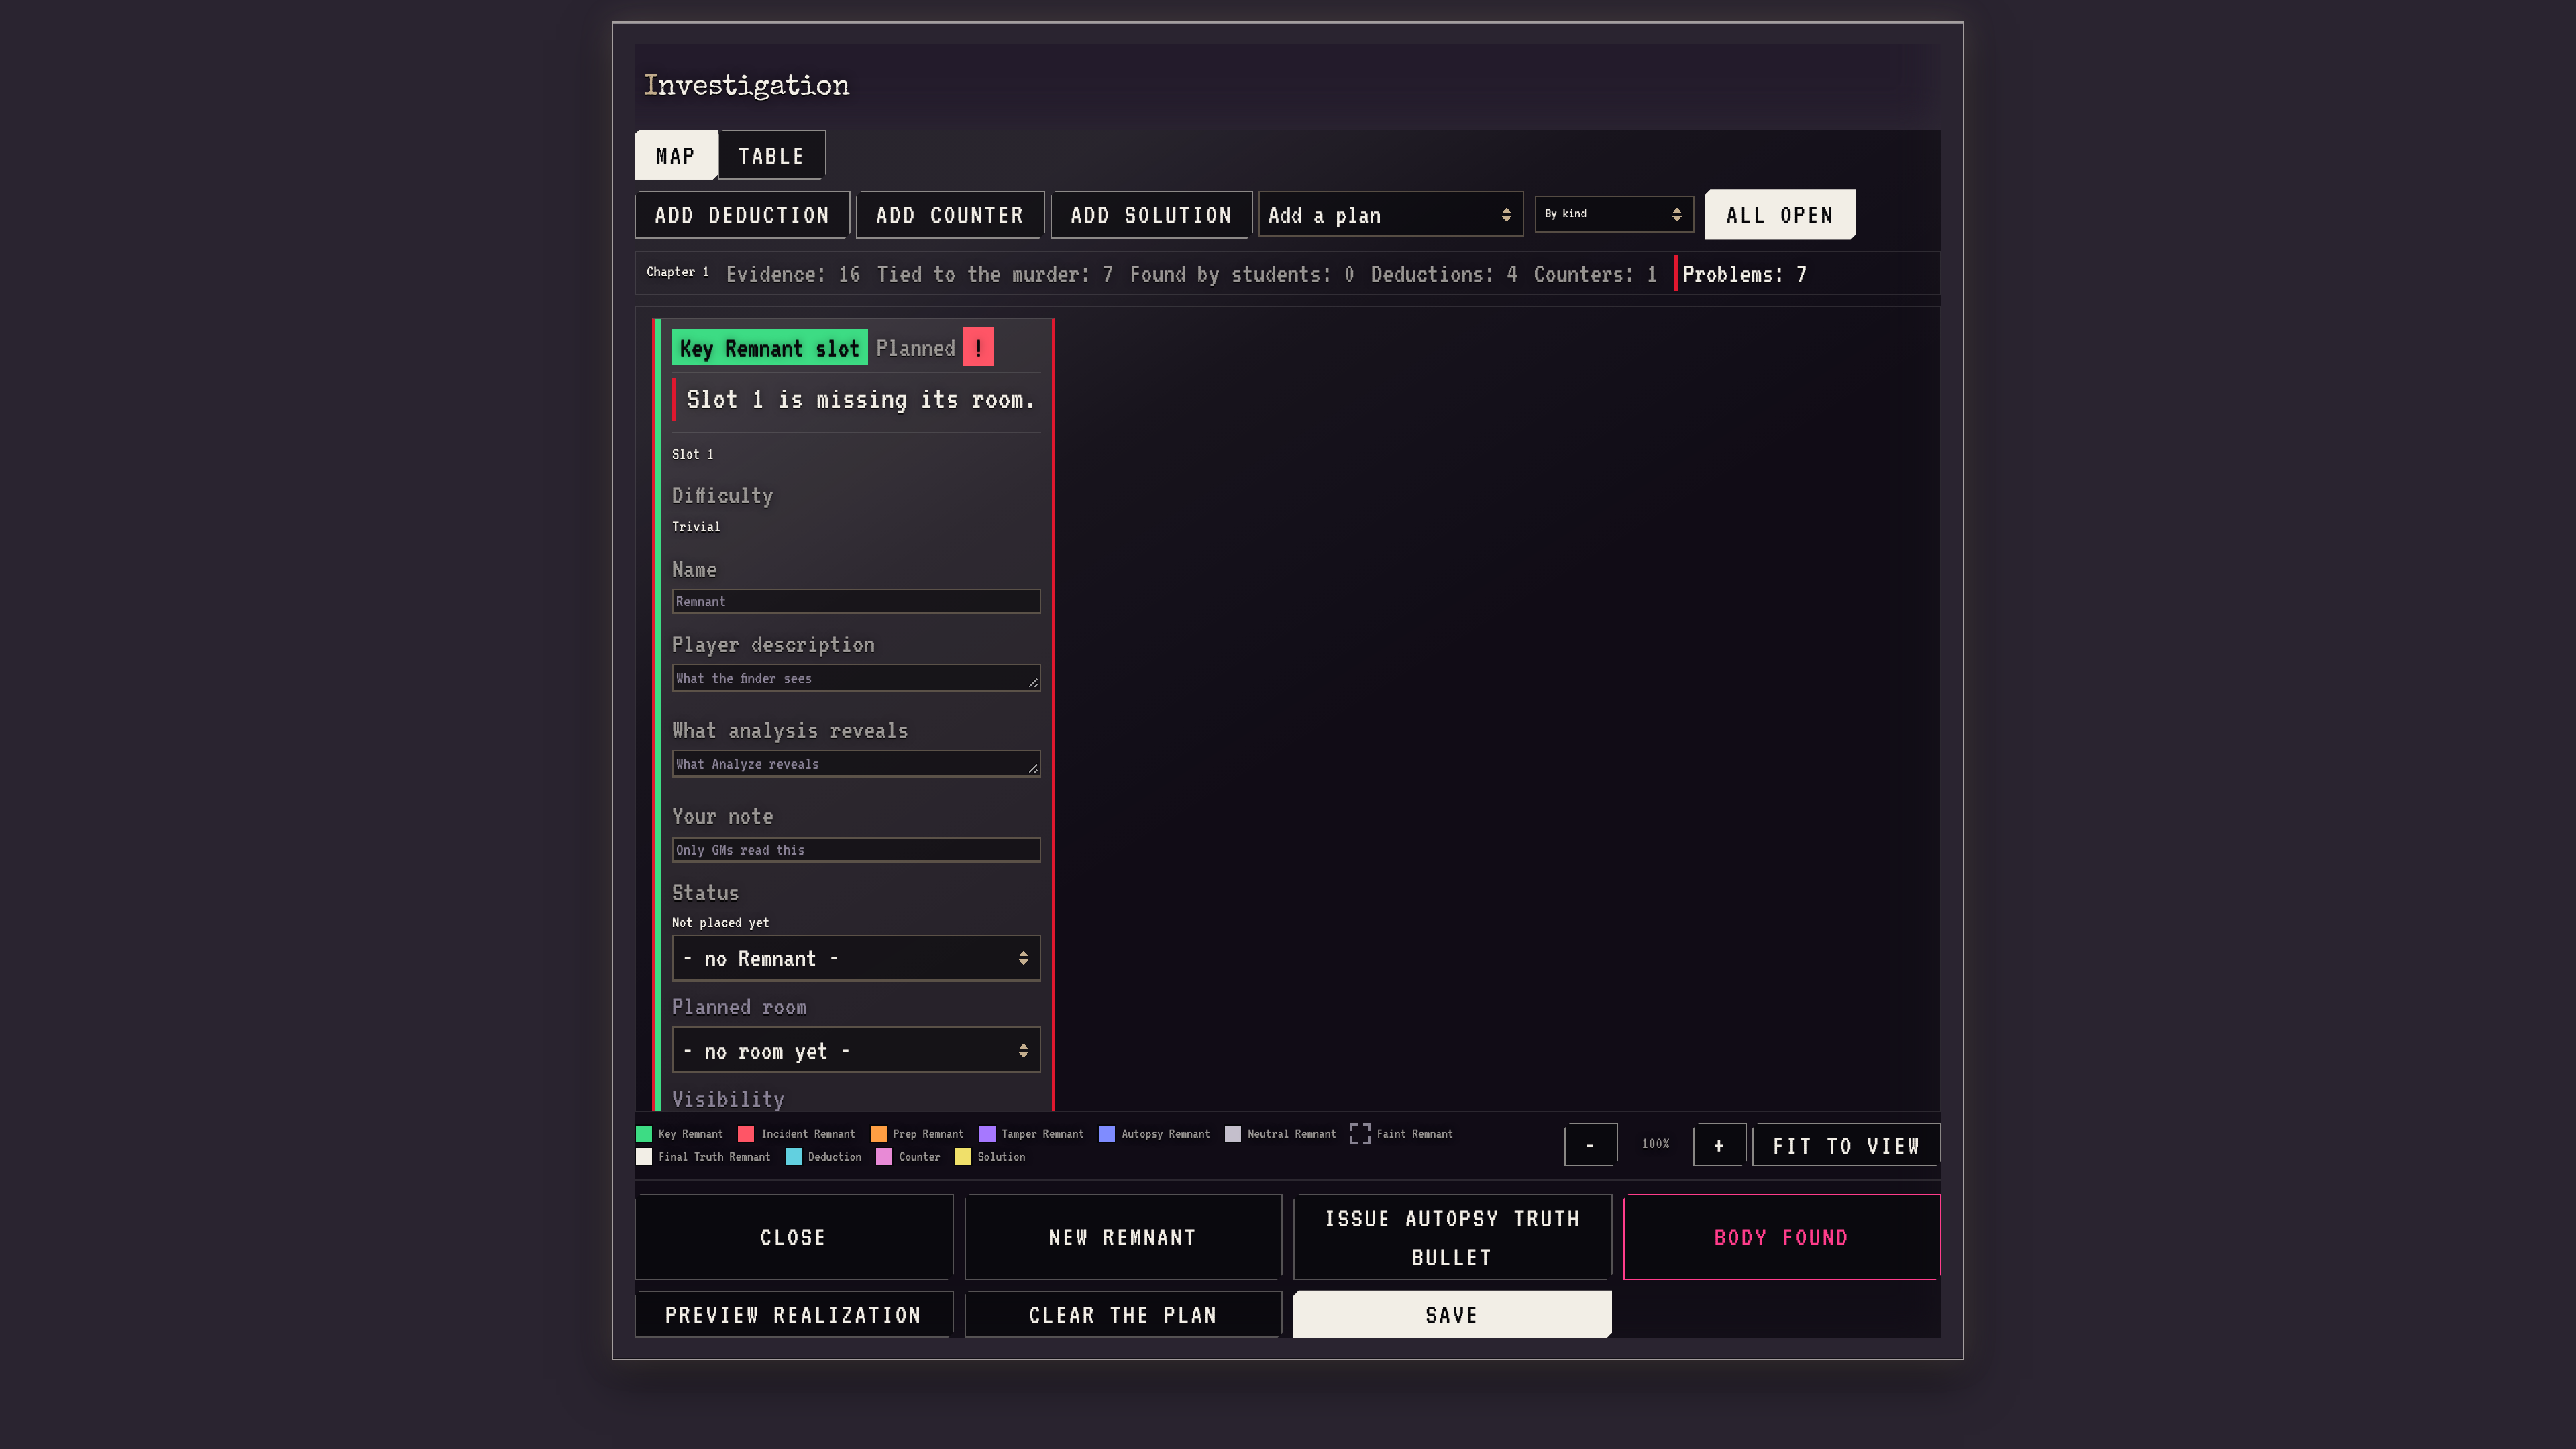 Investigation
MAP TABLE
ADD DEDUCTION ADD COUNTER ADD SOLUTION Add a plan By kind ALL OPEN
Chapter 1 Evidence: 16 Tied to the murder: 7 Found by students: 0 Deductions: 4 Counters: 1 Problems: 7
Key Remnant slot Planned !
Slot 1 is missing its room.
Slot 1
Difficulty
Trivial
Name
Remnant
Player description
What the finder sees
What analysis reveals
What Analyze reveals
Your note
Only GMs read this
Status
Not placed yet
- no Remnant -
Planned room
- no room yet -
Visibility
Key Remnant Incident Remnant Prep Remnant Tamper Remnant Autopsy Remnant Neutral Remnant Faint Remnant
Final Truth Remnant Deduction Counter Solution
- 100% + FIT TO VIEW
CLOSE NEW REMNANT ISSUE AUTOPSY TRUTH BULLET BODY FOUND
PREVIEW REALIZATION CLEAR THE PLAN SAVE